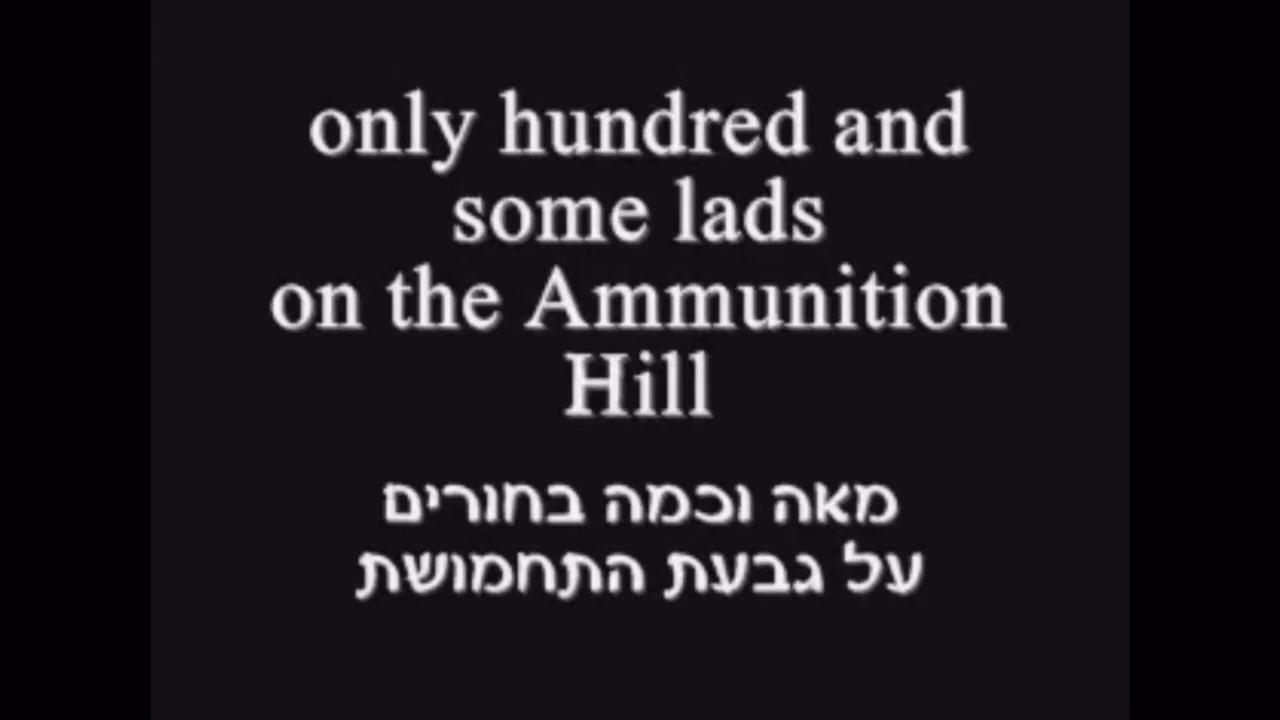 only hundred and
some lads
on the Ammunition
Hill
מאה וכמה בחורים
על גבעת התחמושת